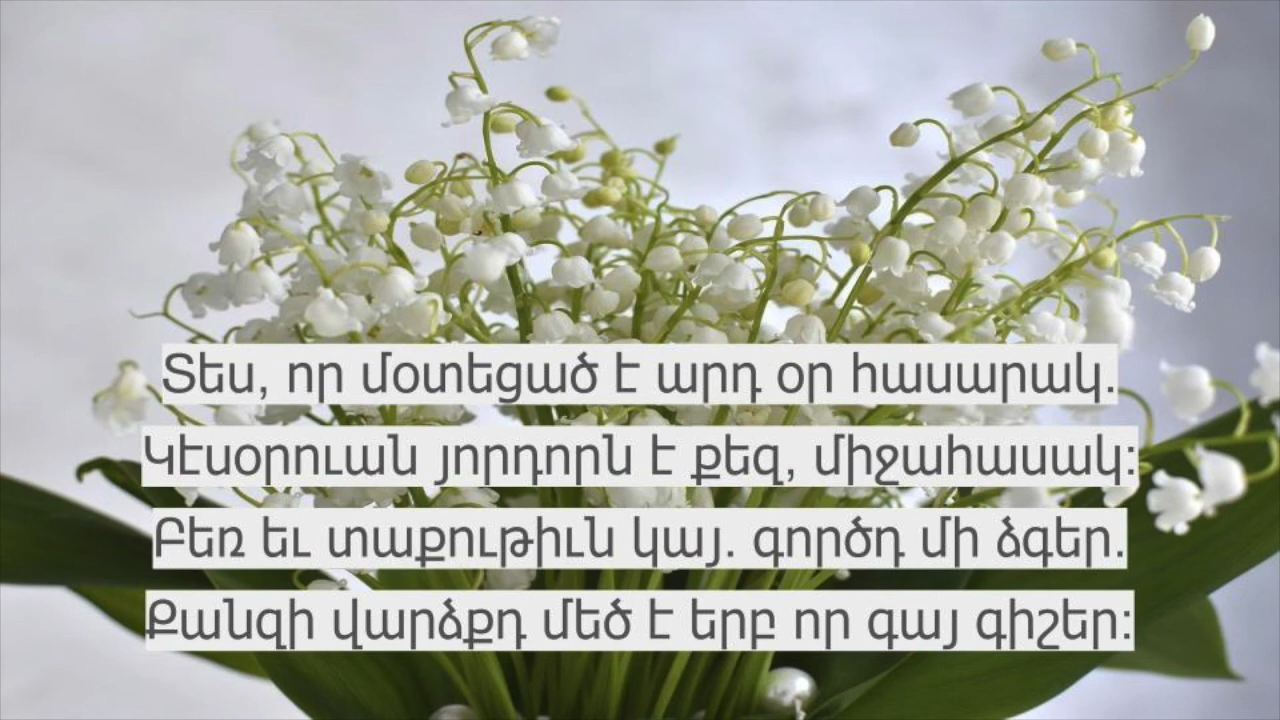 Տես, որ մօտեցած է արդ օր հասարակ.
Կէսօրուան յորդորն է քեզ, միջահասակ:
Բեռ եւ տաքութիւն կայ. գործդ մի ձգեր.
Քանզի վարձքդ մեծ է երբ որ գայ գիշեր: